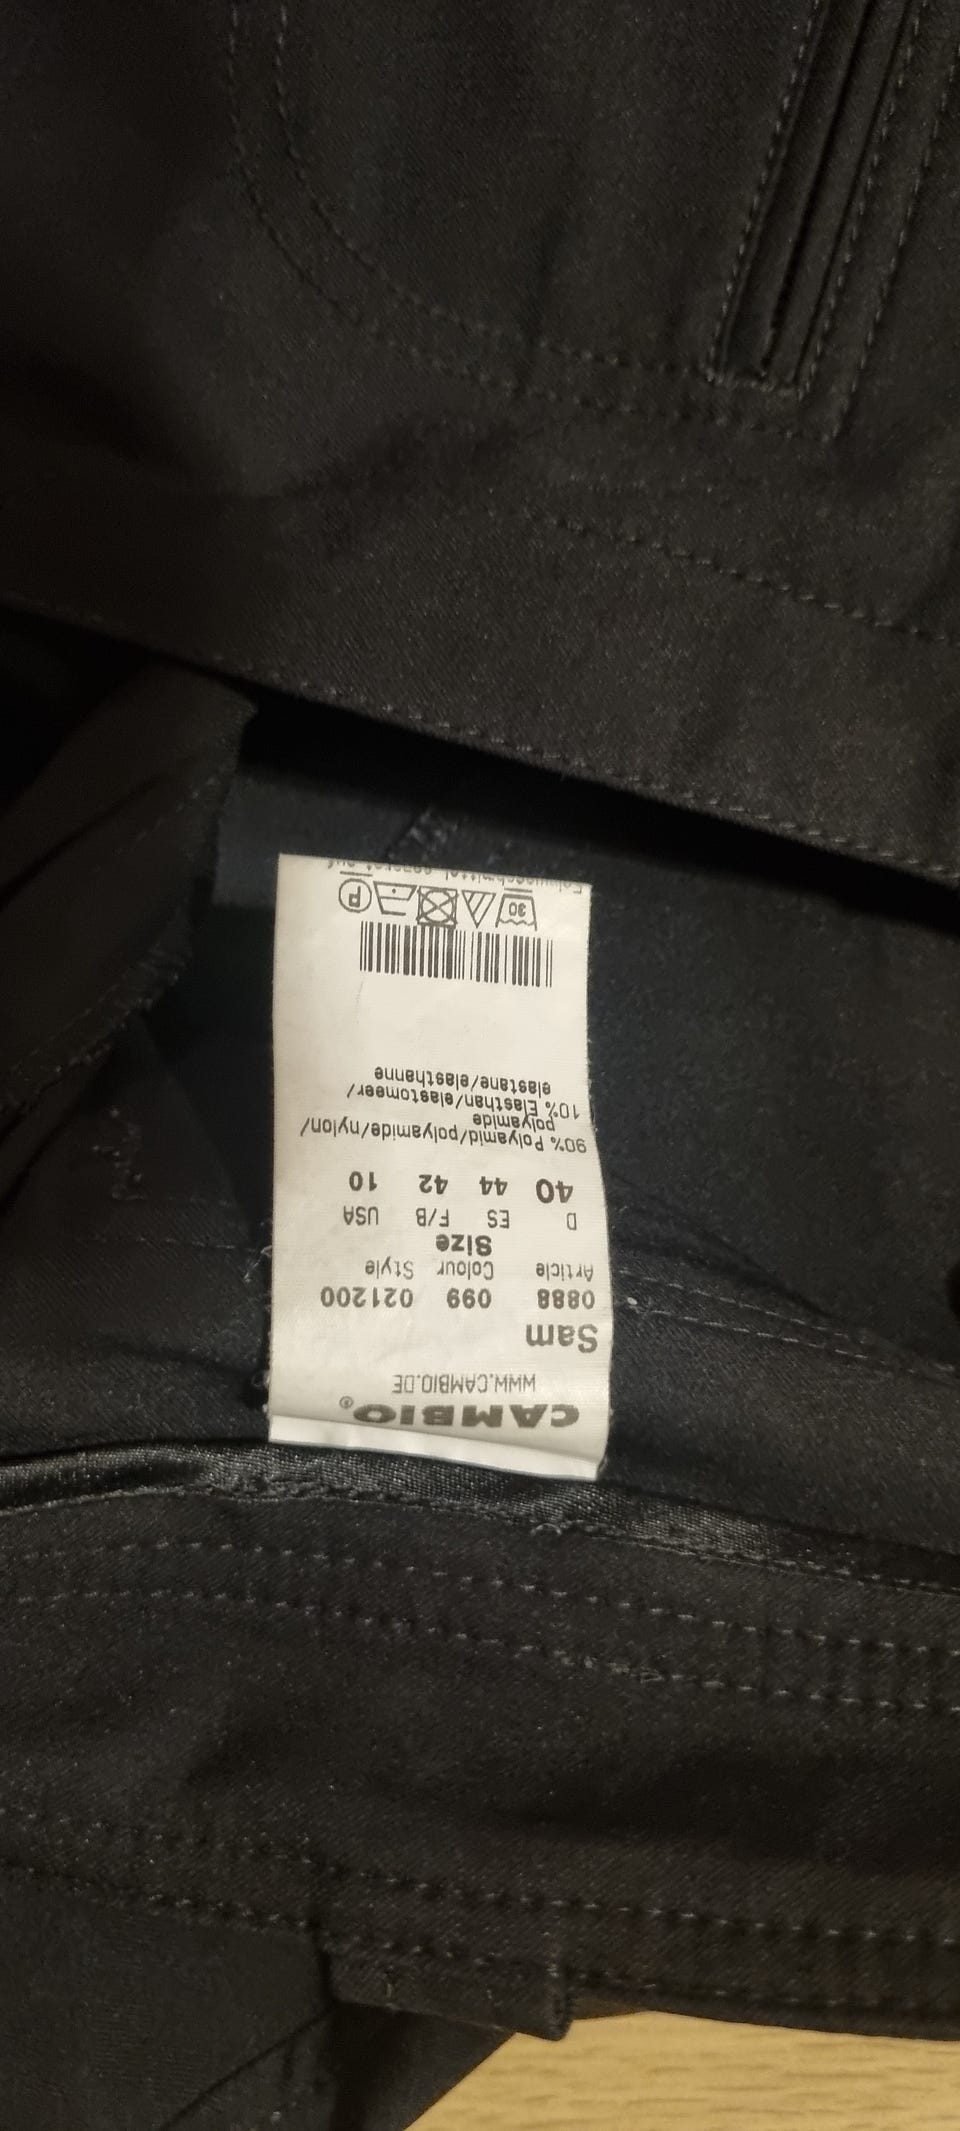 CAMBIO®
WWW.CAMBIO.DE
Sam
0888 099 021200
Article Colour Style
Size
D ES F/B USA
40 44 42 10
90% Polyamid/polyamide/nylon/
polyamide
10% Elasthan/elastomeer/
elastane/elasthanne
30 P